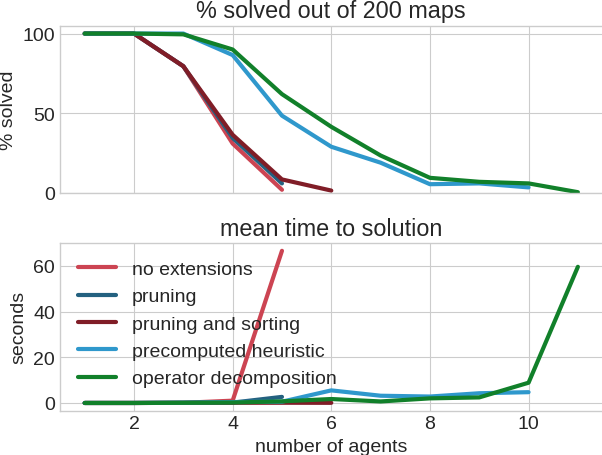 % solved out of 200 maps
100
50
0
% solved
mean time to solution
60
40
20
0
seconds
no extensions
pruning
pruning and sorting
precomputed heuristic
operator decomposition
2 4 6 8 10
number of agents